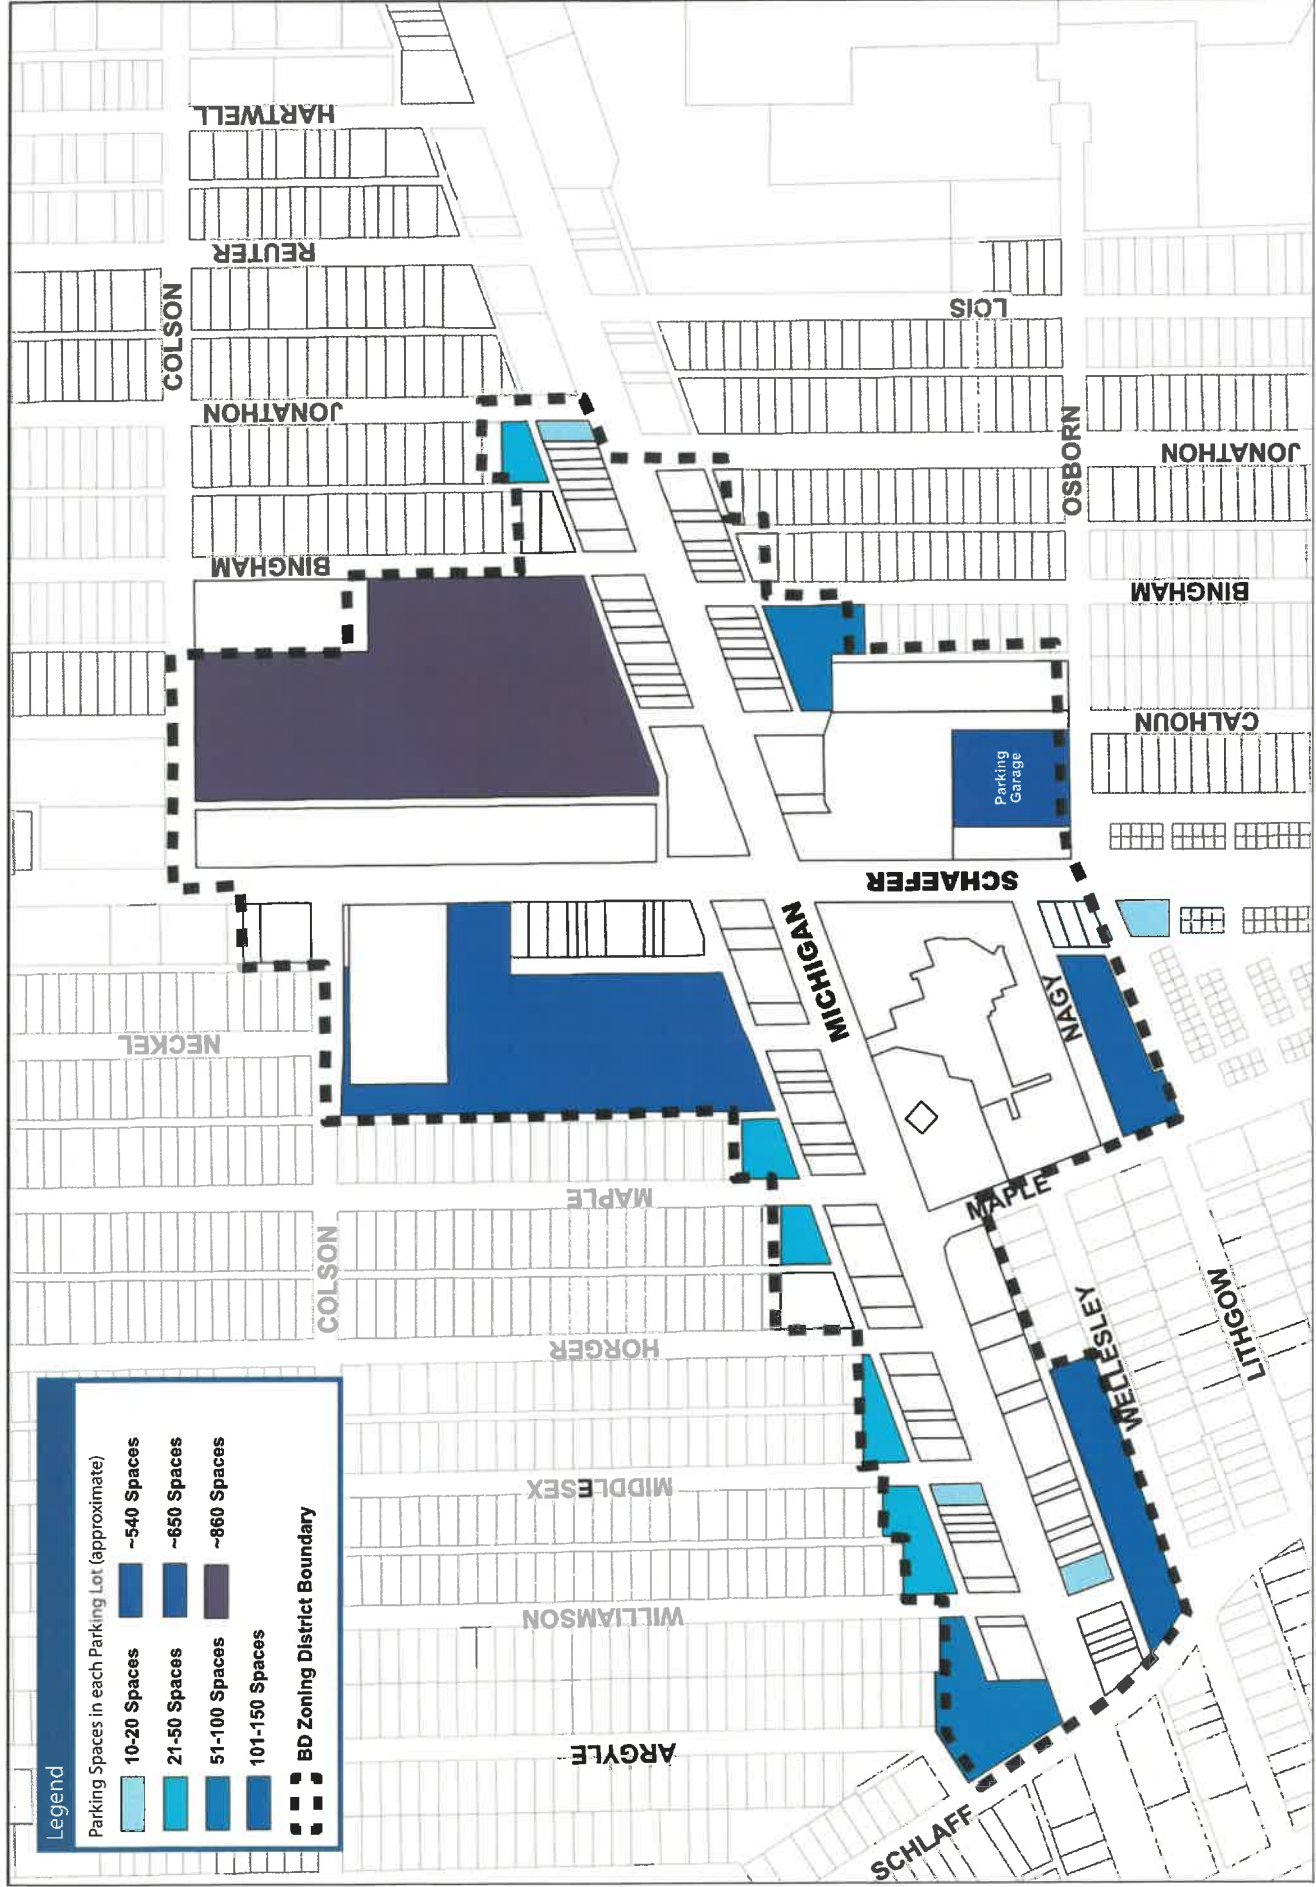 HARTWELL
REUTER
COLSON
JONATHON
BINGHAM
LOIS
OSBORN
JONATHON
BINGHAM
CALHOUN
Parking
Garage
SCHAEFER
MICHIGAN
NAGY
NECKEL
MAPLE
MAPLE
COLSON
HORGER
WELLESLEY
LITHGOW
MIDDLESEX
WILLIAMSON
ARGYLE
SCHLAFF
Legend
Parking Spaces in each Parking Lot (approximate)
10-20 Spaces
21-50 Spaces
51-100 Spaces
101-150 Spaces
~540 Spaces
~650 Spaces
~860 Spaces
BD Zoning District Boundary